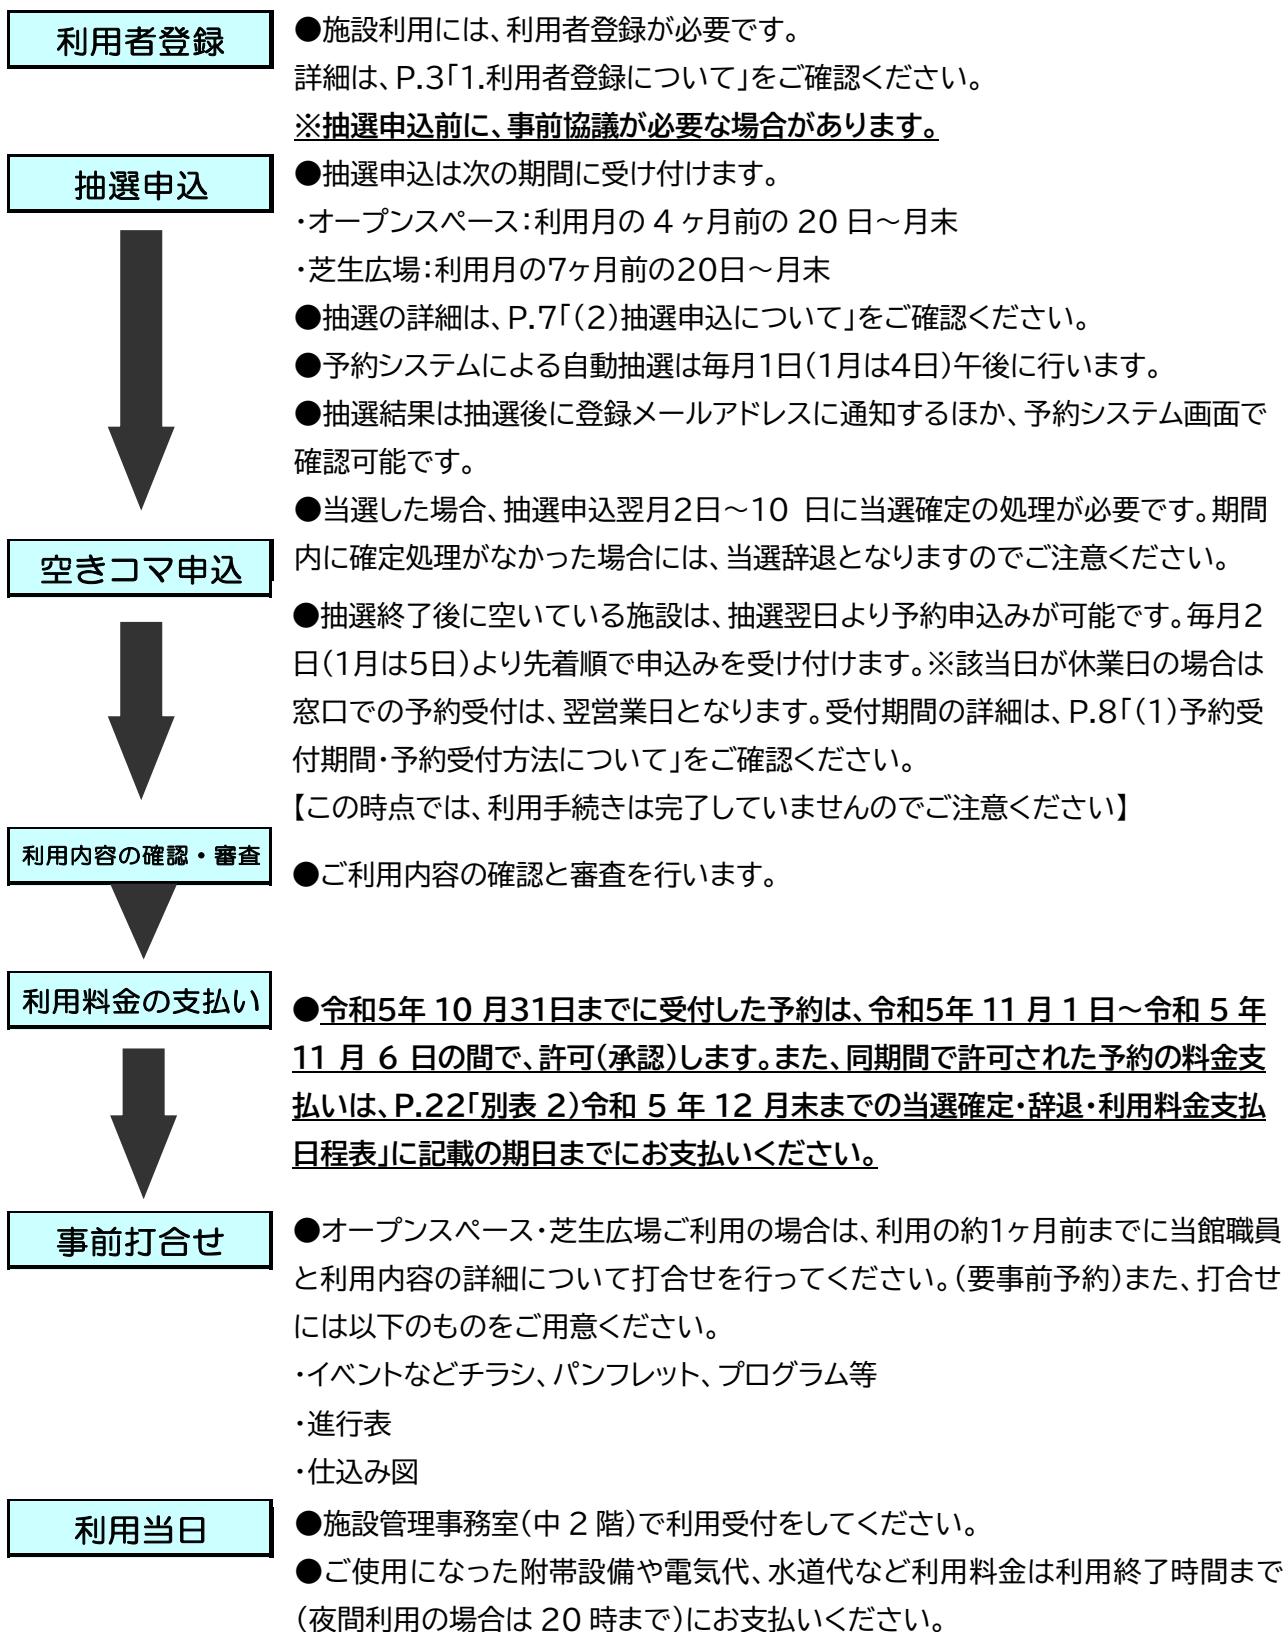 利用者登録
●施設利用には、利用者登録が必要です。
詳細は、P.3「1.利用者登録について」をご確認ください。
※抽選申込前に、事前協議が必要な場合があります。
抽選申込
●抽選申込は次の期間に受け付けます。
・オープンスペース：利用月の 4 ヶ月前の 20 日～月末
・芝生広場：利用月の7ヶ月前の20日～月末
●抽選の詳細は、P.7「（2）抽選申込について」をご確認ください。
●予約システムによる自動抽選は毎月1日（1月は4日）午後に行います。
●抽選結果は抽選後に登録メールアドレスに通知するほか、予約システム画面で
確認可能です。
●当選した場合、抽選申込翌月2日～10 日に当選確定の処理が必要です。期間
内に確定処理がなかった場合には、当選辞退となりますのでご注意ください。
空きコマ申込
●抽選終了後に空いている施設は、抽選翌日より予約申込みが可能です。毎月2
日（1月は5日）より先着順で申込みを受け付けます。※該当日が休業日の場合は
窓口での予約受付は、翌営業日となります。受付期間の詳細は、P.8「（1）予約受
付期間・予約受付方法について」をご確認ください。
【この時点では、利用手続きは完了していませんのでご注意ください】
利用内容の確認・審査
●ご利用内容の確認と審査を行います。
利用料金の支払い
●令和5年 10 月31日までに受付した予約は、令和5年 11 月 1 日～令和 5 年
11 月 6 日の間で、許可（承認）します。また、同期間で許可された予約の料金支
払いは、P.22「別表 2）令和 5 年 12 月末までの当選確定・辞退・利用料金支払
日程表」に記載の期日までにお支払いください。
事前打合せ
●オープンスペース・芝生広場ご利用の場合は、利用の約1ヶ月前までに当館職員
と利用内容の詳細について打合せを行ってください。（要事前予約）また、打合せ
には以下のものをご用意ください。
・イベントなどチラシ、パンフレット、プログラム等
・進行表
・仕込み図
利用当日
●施設管理事務室（中 2 階）で利用受付をしてください。
●ご使用になった附帯設備や電気代、水道代など利用料金は利用終了時間まで
（夜間利用の場合は 20 時まで）にお支払いください。